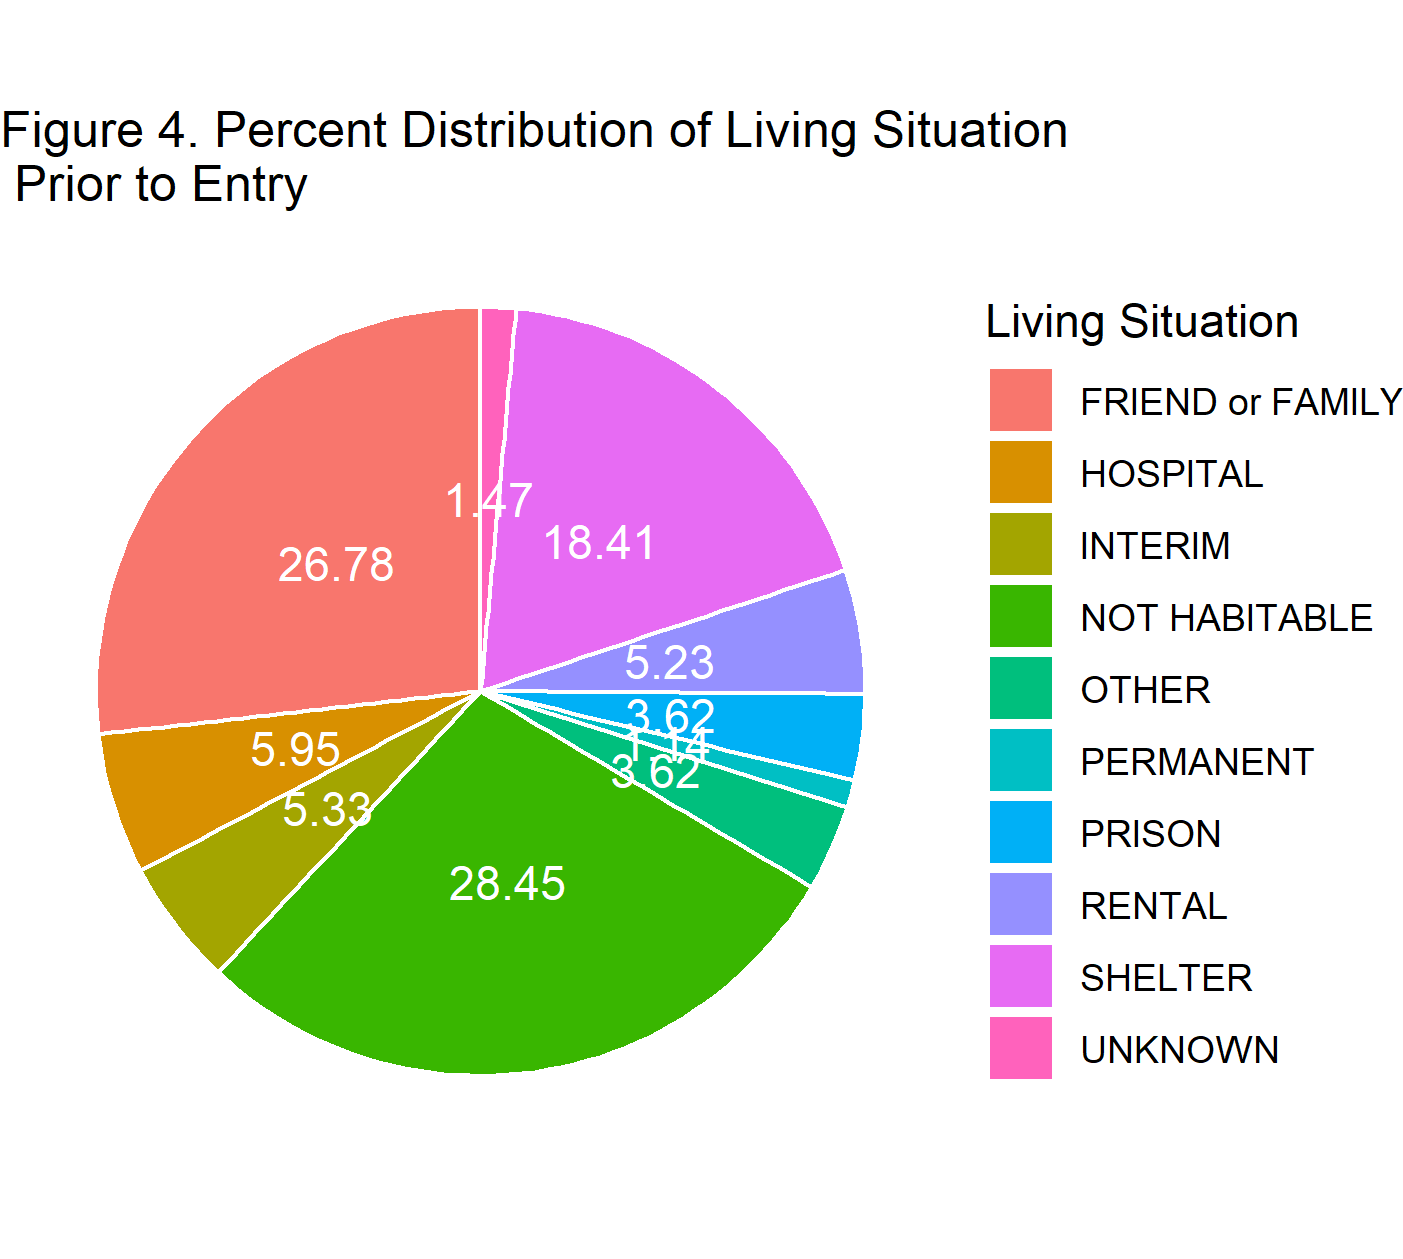 Figure 4. Percent Distribution of Living Situation
Prior to Entry
Living Situation
FRIEND or FAMILY
HOSPITAL
INTERIM
NOT HABITABLE
OTHER
PERMANENT
PRISON
RENTAL
SHELTER
UNKNOWN
1.47
18.41
26.78
5.23
3.62
1.14
3.62
5.95
5.33
28.45